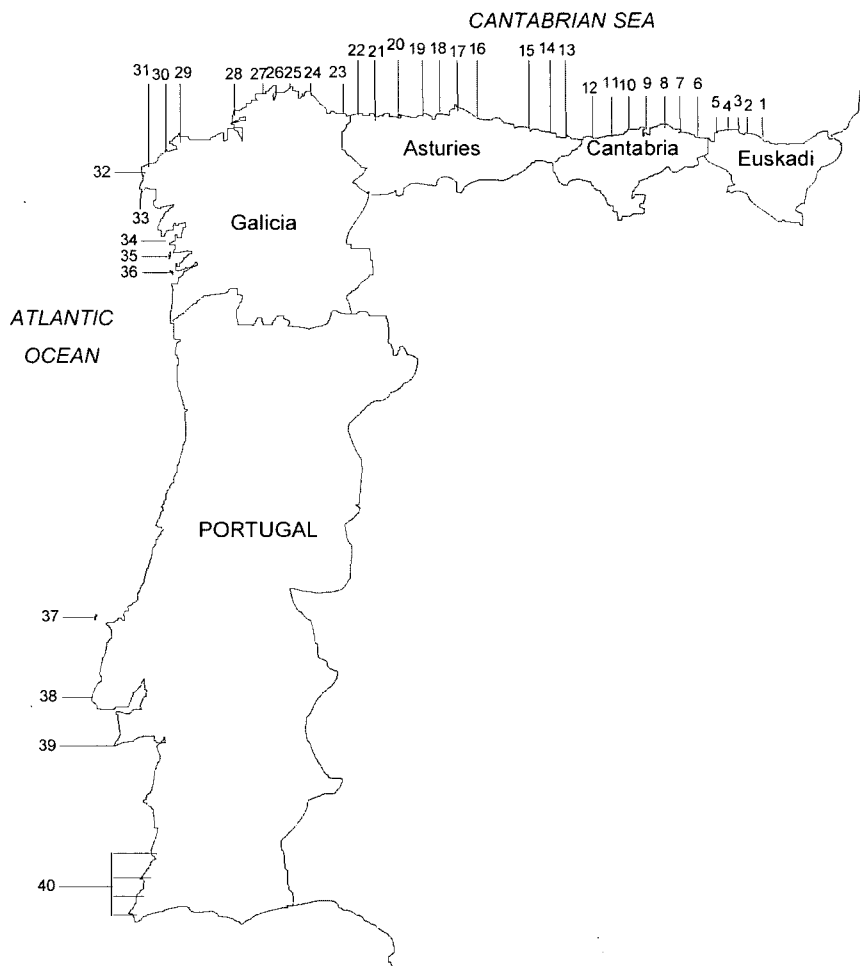 CANTABRIAN SEA
31 30 29 28 27 26 25 24 23 22 21 20 19 18 17 16 15 14 13 12 11 10 9 8 7 6 5 4 3 2 1
Asturies Cantabria Euskadi
32
33
Galicia
34
35
36
ATLANTIC
OCEAN
PORTUGAL
37
38
39
40